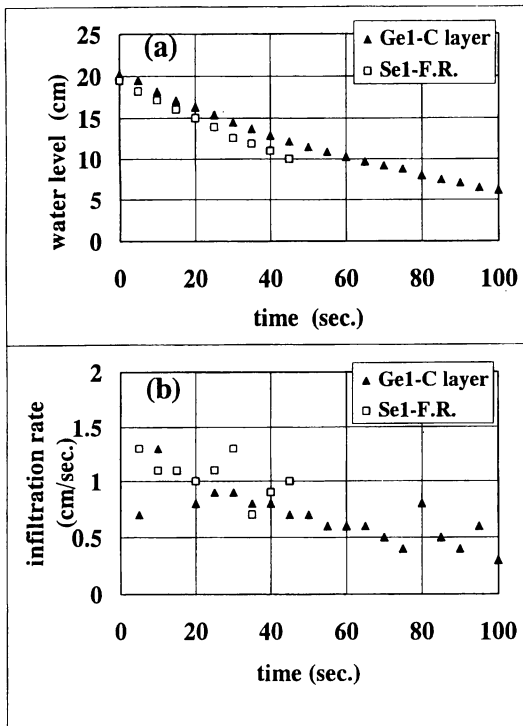 (a)
▲ Ge1-C layer
□ Se1-F.R.
water level (cm)
25
20
15
10
5
0
0 20 40 60 80 100
time (sec.)
(b)
▲ Ge1-C layer
□ Se1-F.R.
infiltration rate
(cm/sec.)
2
1.5
1
0.5
0
0 20 40 60 80 100
time (sec.)